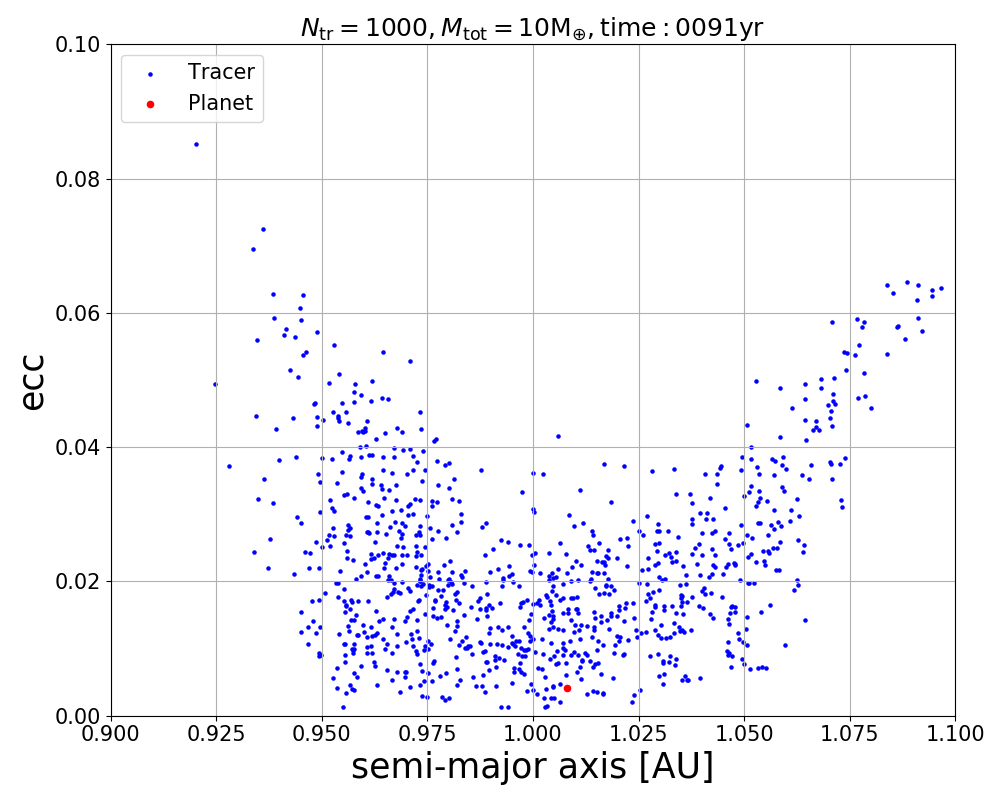 N_tr = 1000, M_tot = 10M_⊕, time : 0091yr
Tracer
Planet
ecc
0.10
0.08
0.06
0.04
0.02
0.00
0.900 0.925 0.950 0.975 1.000 1.025 1.050 1.075 1.100
semi-major axis [AU]